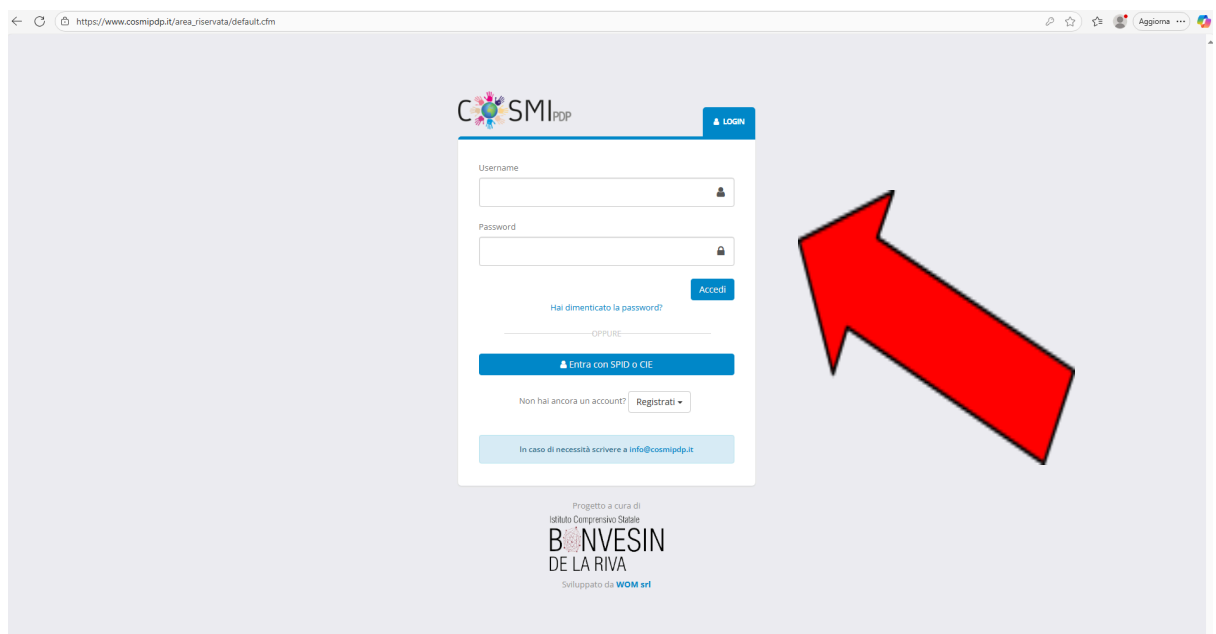 https://www.cosmipdp.it/area_riservata/default.cfm
Aggiorna
COSMI PDP
LOGIN
Username
Password
Accedi
Hai dimenticato la password?
OPPURE
Entra con SPID o CIE
Non hai ancora un account? Registrati
In caso di necessità scrivere a info@cosmipdp.it
Progetto a cura di
Istituto Comprensivo Statale
BONVESIN
DE LA RIVA
Sviluppato da WOM srl